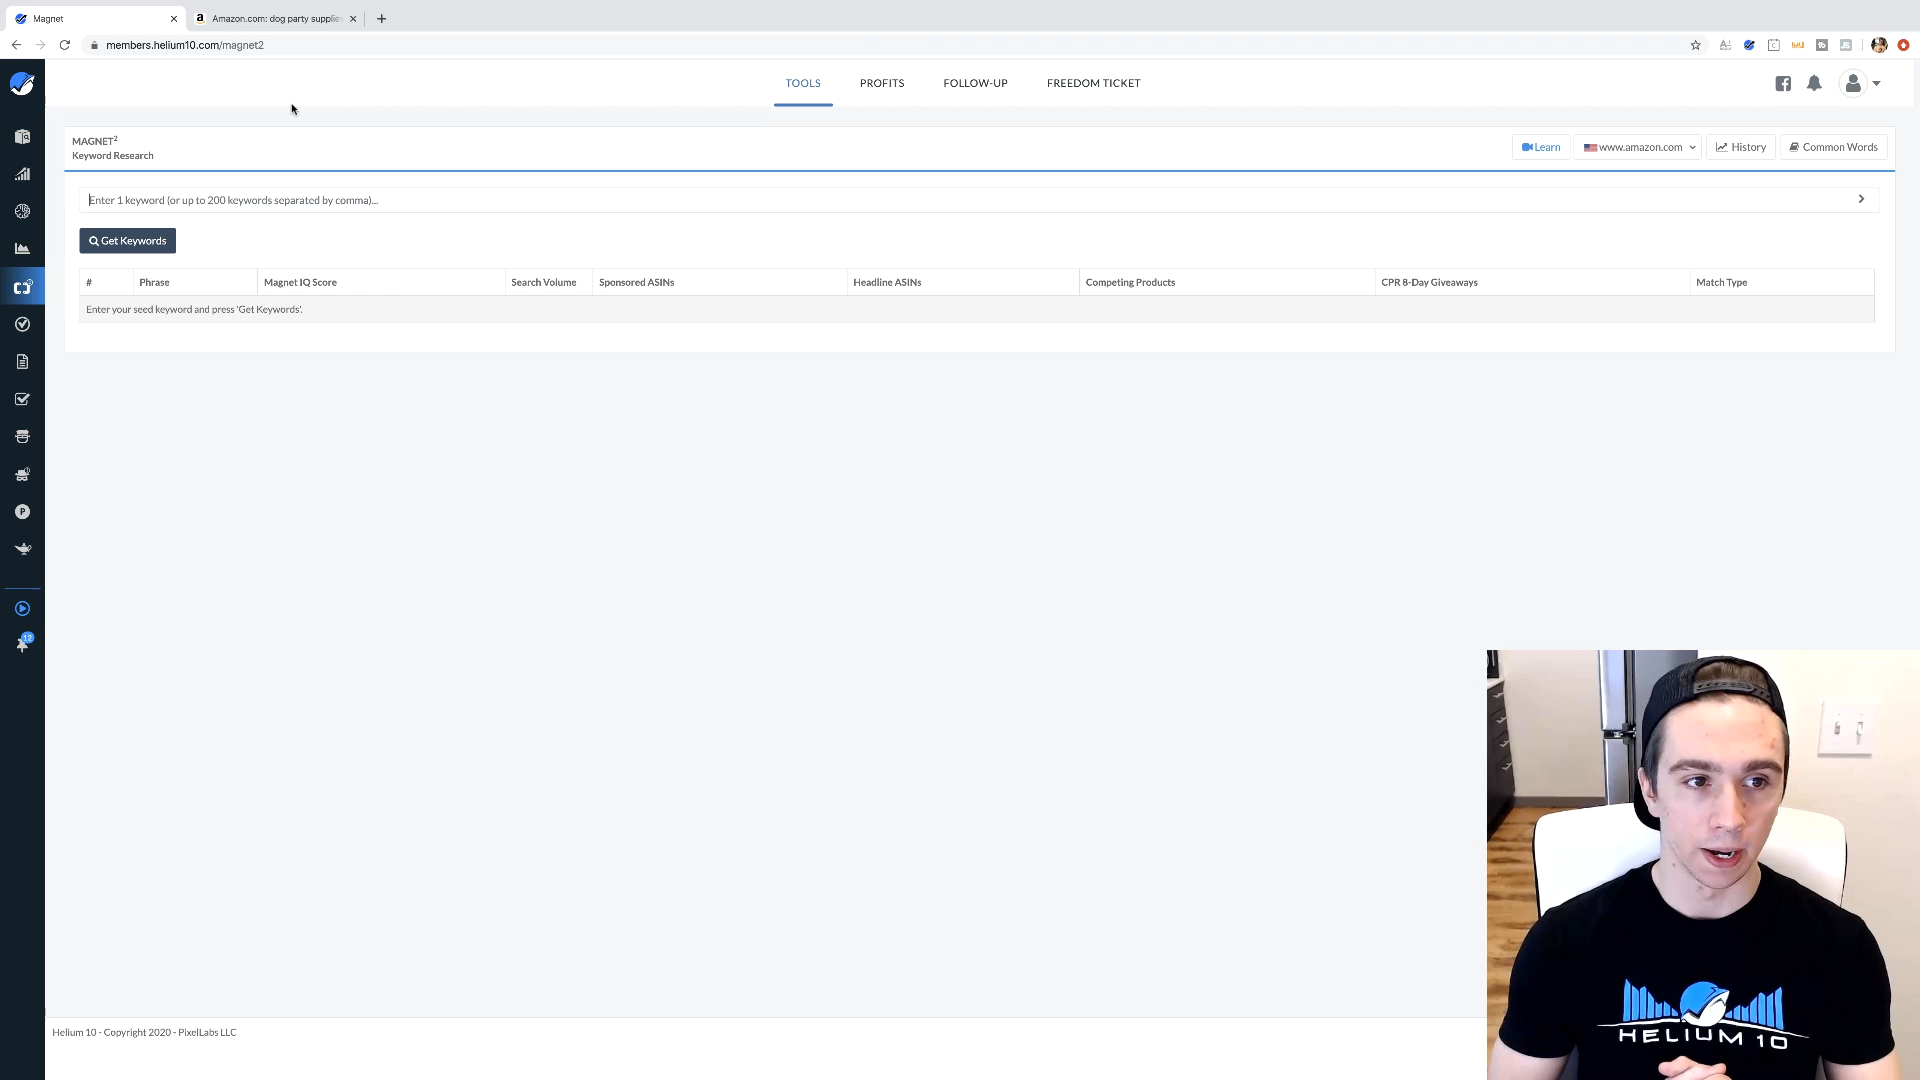 Magnet
Amazon.com: dog party supplies
members.helium10.com/magnet2
TOOLS
PROFITS
FOLLOW-UP
FREEDOM TICKET
MAGNET2
Keyword Research
Learn
www.amazon.com
History
Common Words
Enter 1 keyword (or up to 200 keywords separated by comma)...
Get Keywords
# Phrase Magnet IQ Score Search Volume Sponsored ASINs Headline ASINs Competing Products CPR 8-Day Giveaways Match Type
Enter your seed keyword and press 'Get Keywords'.
P
12
HELIUM 10
Helium 10 - Copyright 2020 - PixelLabs LLC